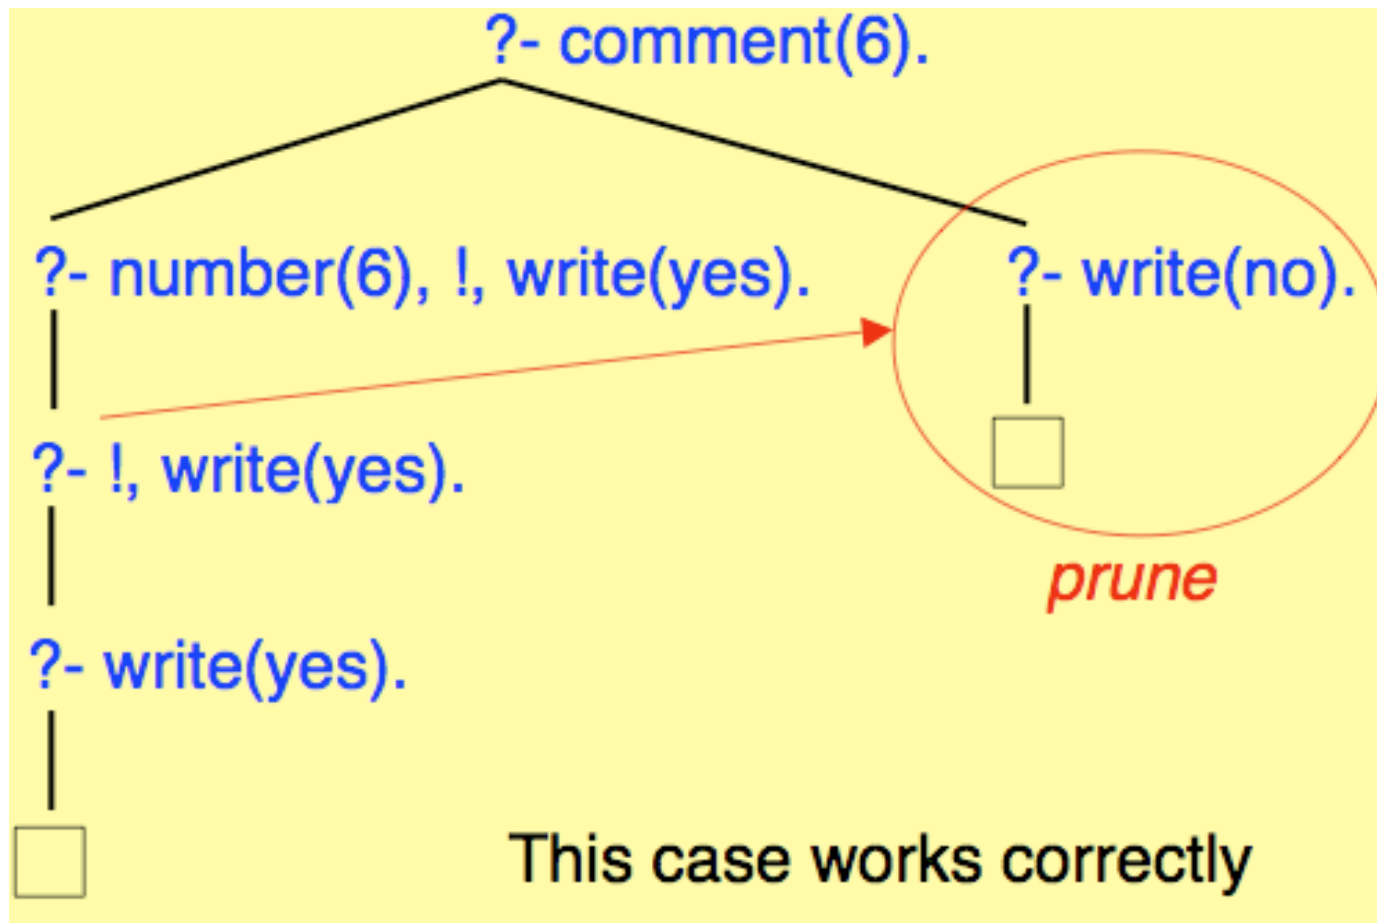 ?- comment(6).
?- number(6), !, write(yes).
?- write(no).
?- !, write(yes).
prune
?- write(yes).
This case works correctly